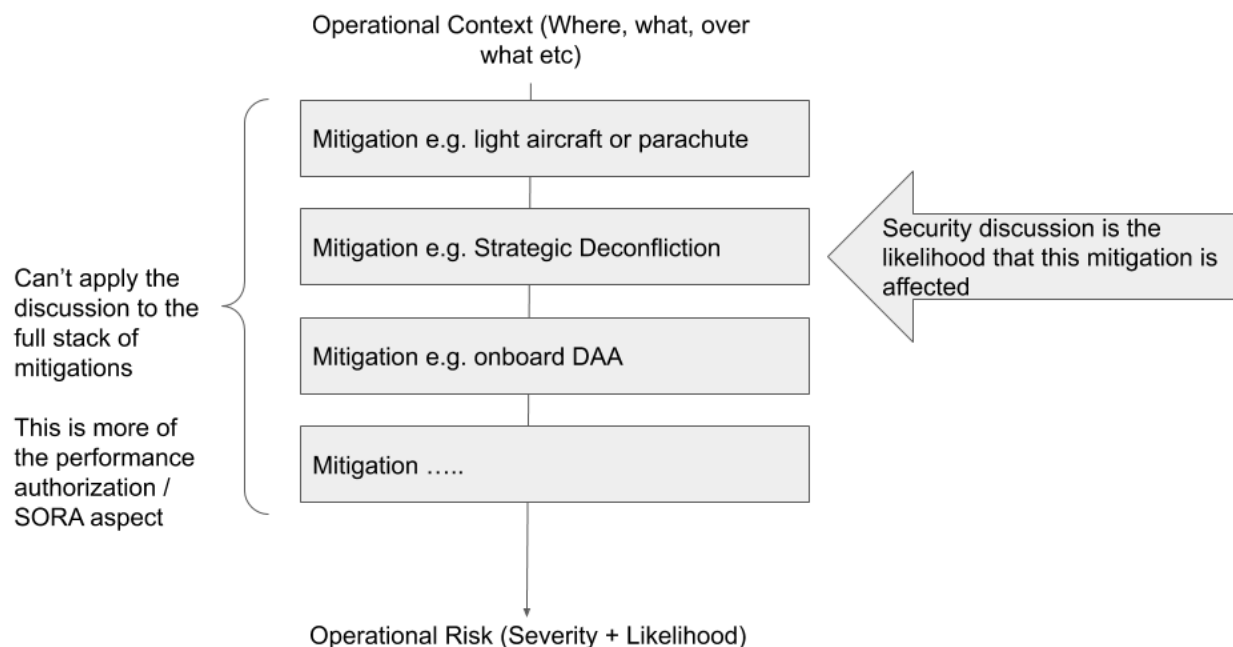 Operational Context (Where, what, over
what etc)
Mitigation e.g. light aircraft or parachute
Mitigation e.g. Strategic Deconfliction
Security discussion is the
likelihood that this mitigation is
affected
Can’t apply the
discussion to the
full stack of
mitigations
This is more of
the performance
authorization /
SORA aspect
Mitigation e.g. onboard DAA
Mitigation …..
Operational Risk (Severity + Likelihood)